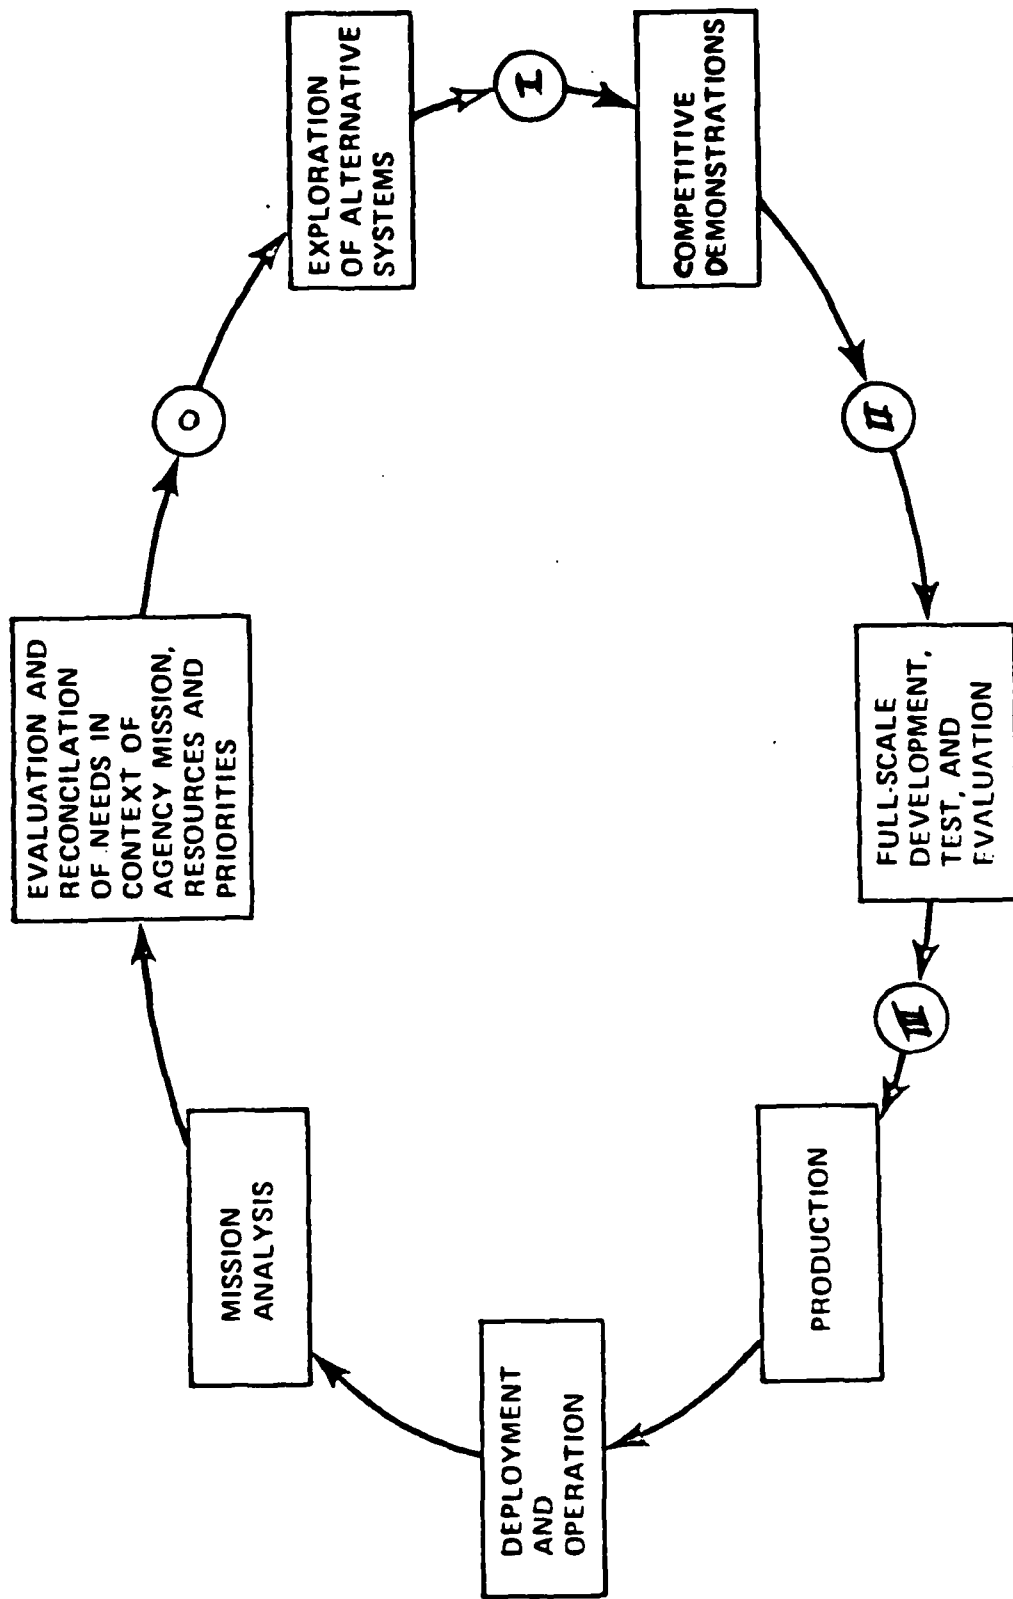 MISSION
ANALYSIS
EVALUATION AND
RECONCILATION
OF NEEDS IN
CONTEXT OF
AGENCY MISSION,
RESOURCES AND
PRIORITIES
O
EXPLORATION
OF ALTERNATIVE
SYSTEMS
I
COMPETITIVE
DEMONSTRATIONS
II
FULL-SCALE
DEVELOPMENT,
TEST, AND
EVALUATION
III
PRODUCTION
DEPLOYMENT
AND
OPERATION